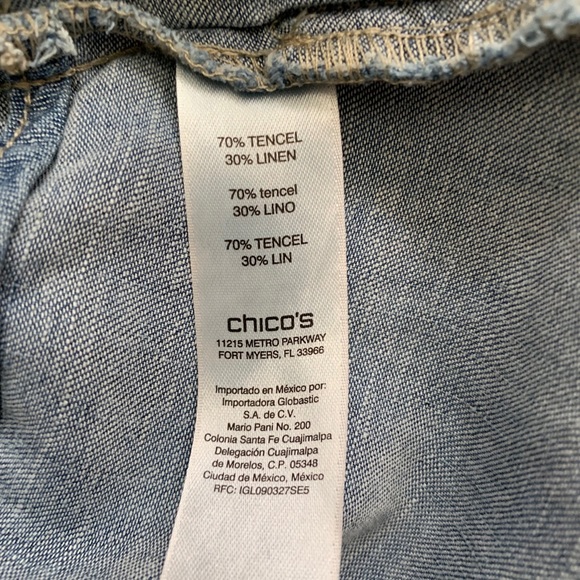 70% TENCEL
30% LINEN
70% tencel
30% LINO
70% TENCEL
30% LIN
chico's
11215 METRO PARKWAY
FORT MYERS, FL 33966
Importado en México por:
Importadora Globastic
S.A. de C.V.
Mario Pani No. 200
Colonia Santa Fe Cuajimalpa
Delegación Cuajimalpa
de Morelos, C.P. 05348
Ciudad de México, México
RFC: IGL090327SE5